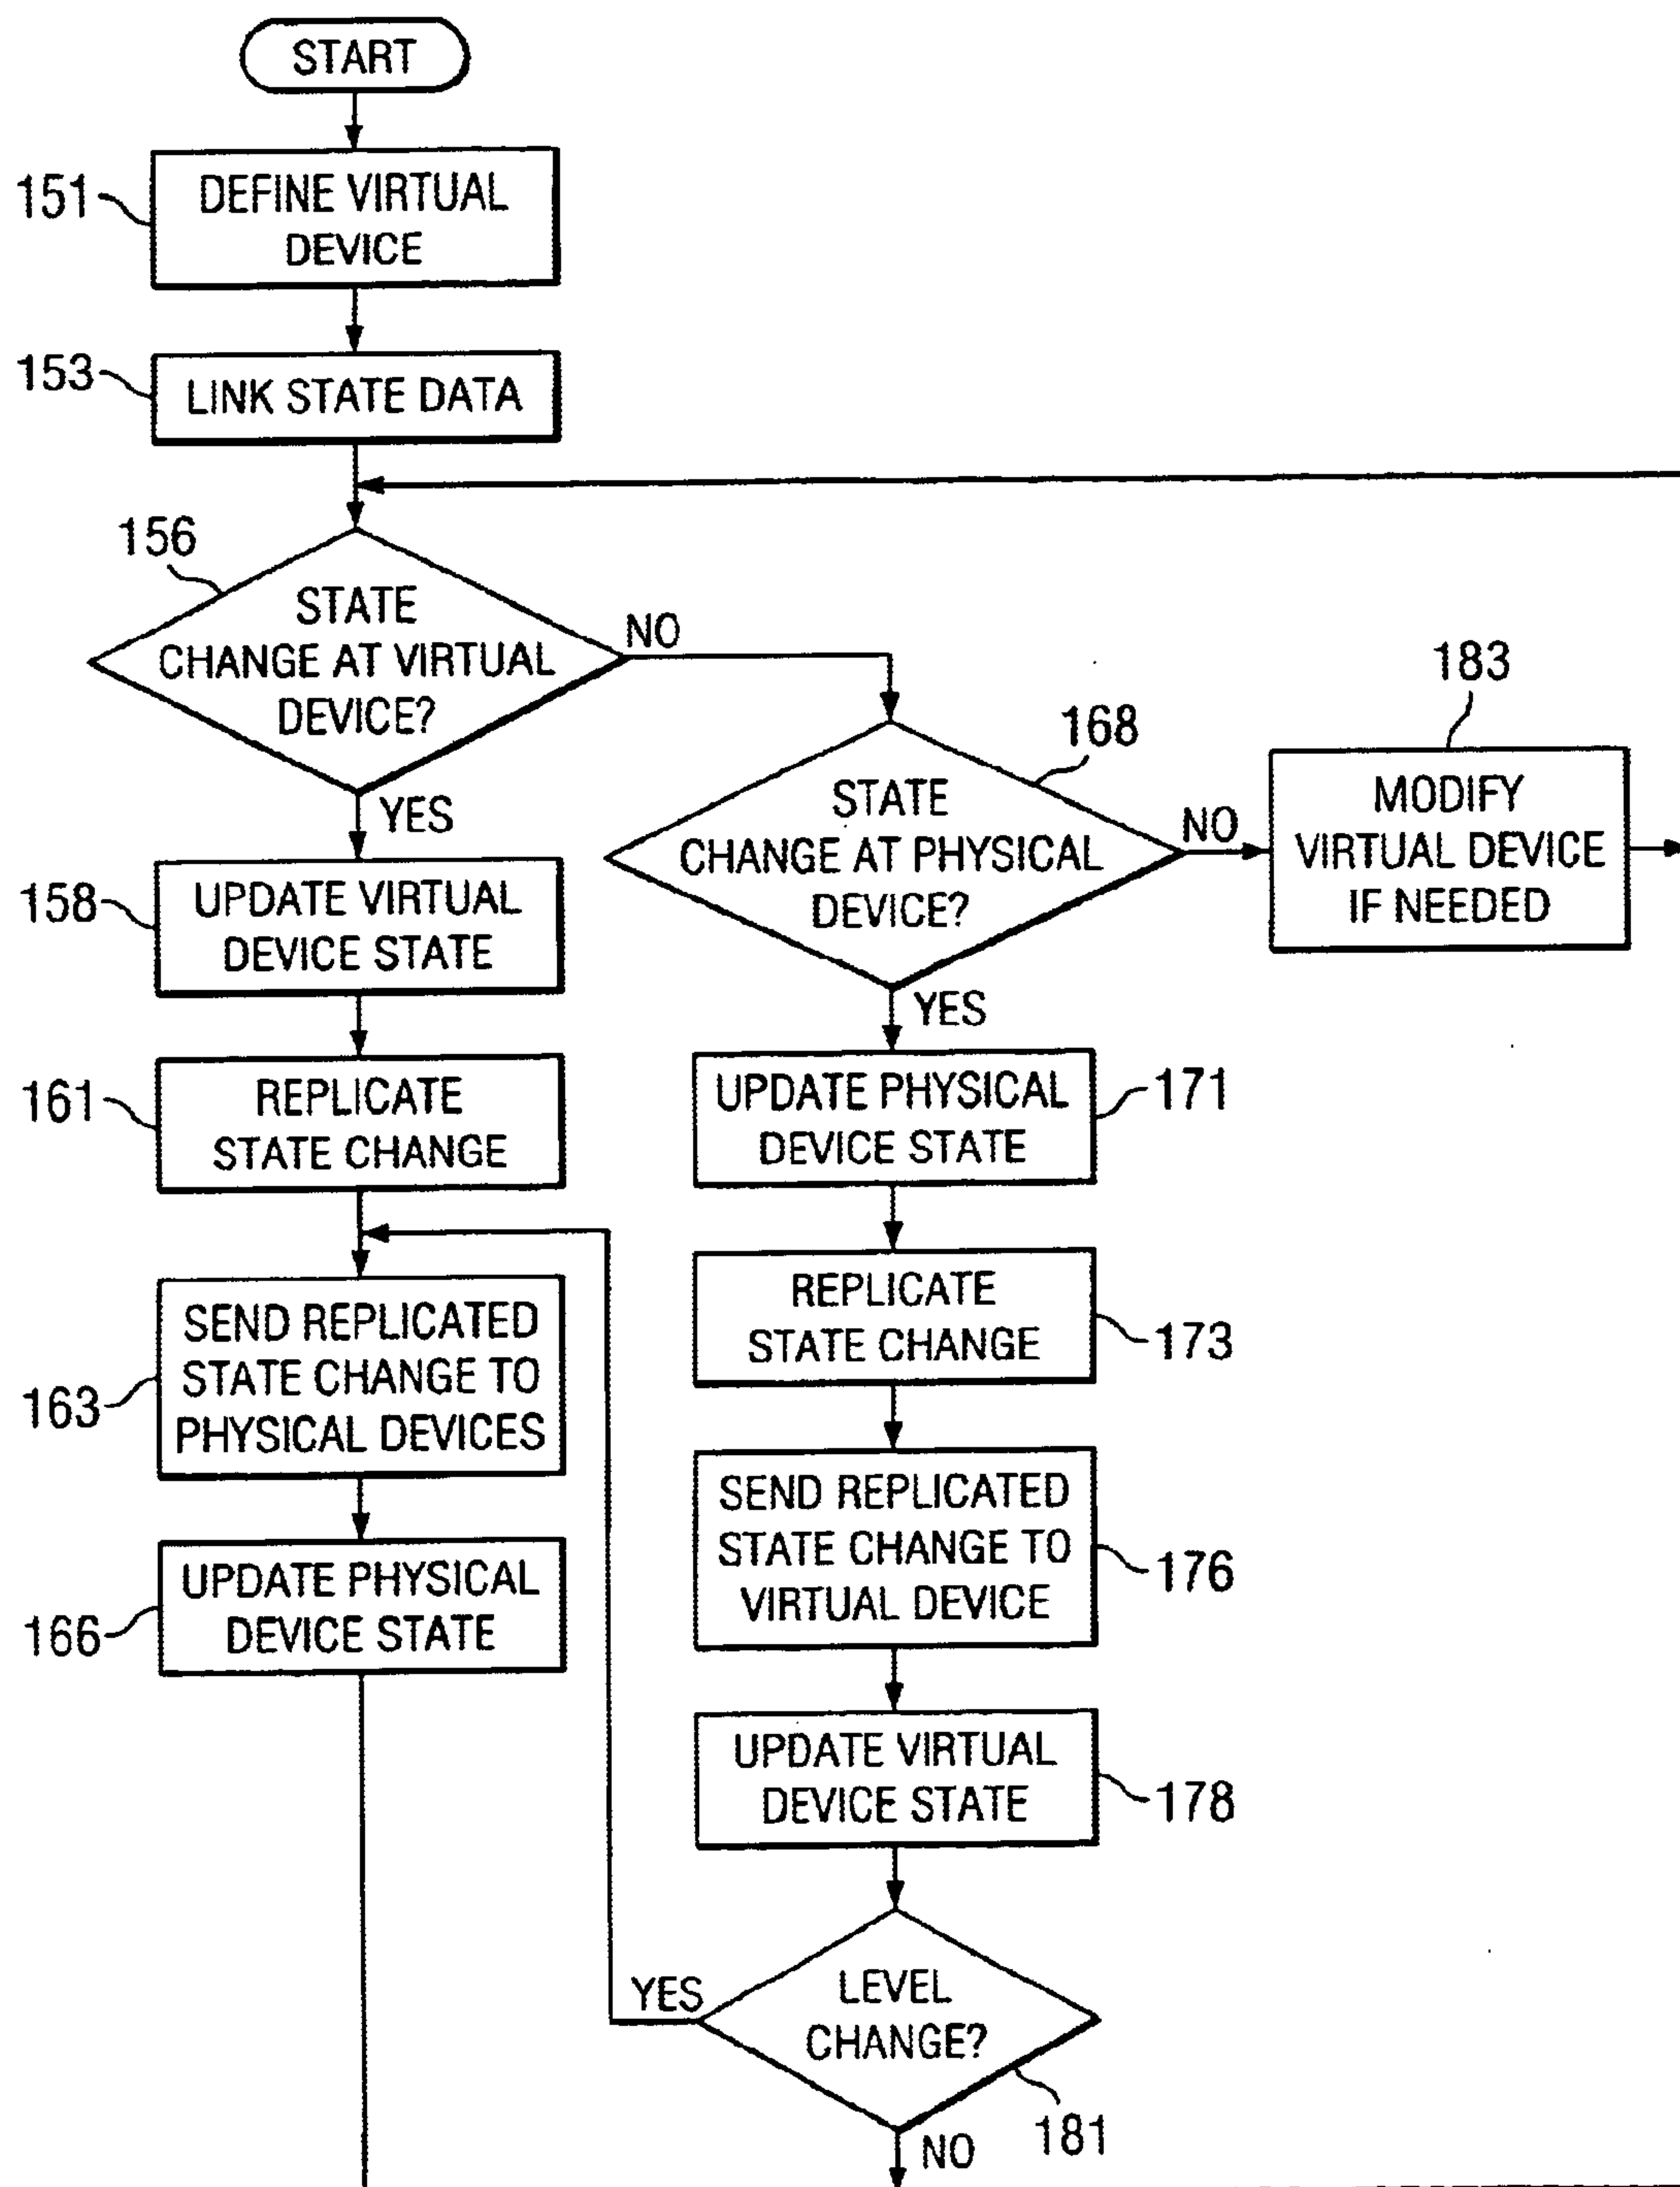 START
151
DEFINE VIRTUAL
DEVICE
153
LINK STATE DATA
156
STATE
CHANGE AT VIRTUAL
DEVICE?
NO
YES
168
STATE
CHANGE AT PHYSICAL
DEVICE?
NO
YES
183
MODIFY
VIRTUAL DEVICE
IF NEEDED
158
UPDATE VIRTUAL
DEVICE STATE
161
REPLICATE
STATE CHANGE
163
SEND REPLICATED
STATE CHANGE TO
PHYSICAL DEVICES
166
UPDATE PHYSICAL
DEVICE STATE
UPDATE PHYSICAL
DEVICE STATE
171
REPLICATE
STATE CHANGE
173
SEND REPLICATED
STATE CHANGE TO
VIRTUAL DEVICE
176
UPDATE VIRTUAL
DEVICE STATE
178
LEVEL
CHANGE?
YES
181
NO